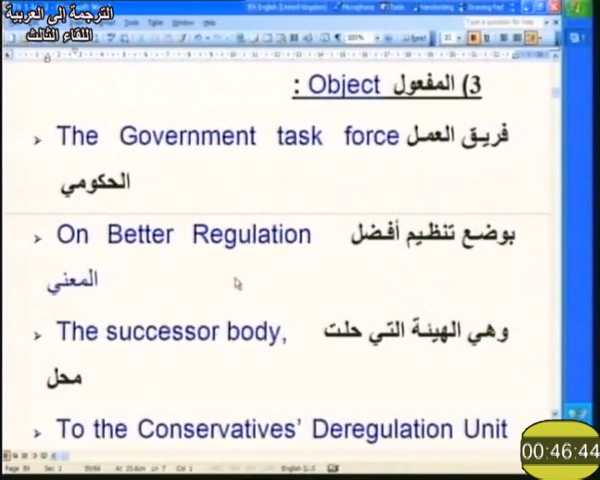 الترجمة إلى العربية
اللقاء الثالث
3) المفعول Object :
The Government task force فريق العمل
الحكومي
On Better Regulation بوضع تنظيم أفضل
المعني
The successor body, وهي الهيئة التي حلت
محل
To the Conservatives' Deregulation Unit
00:46:44